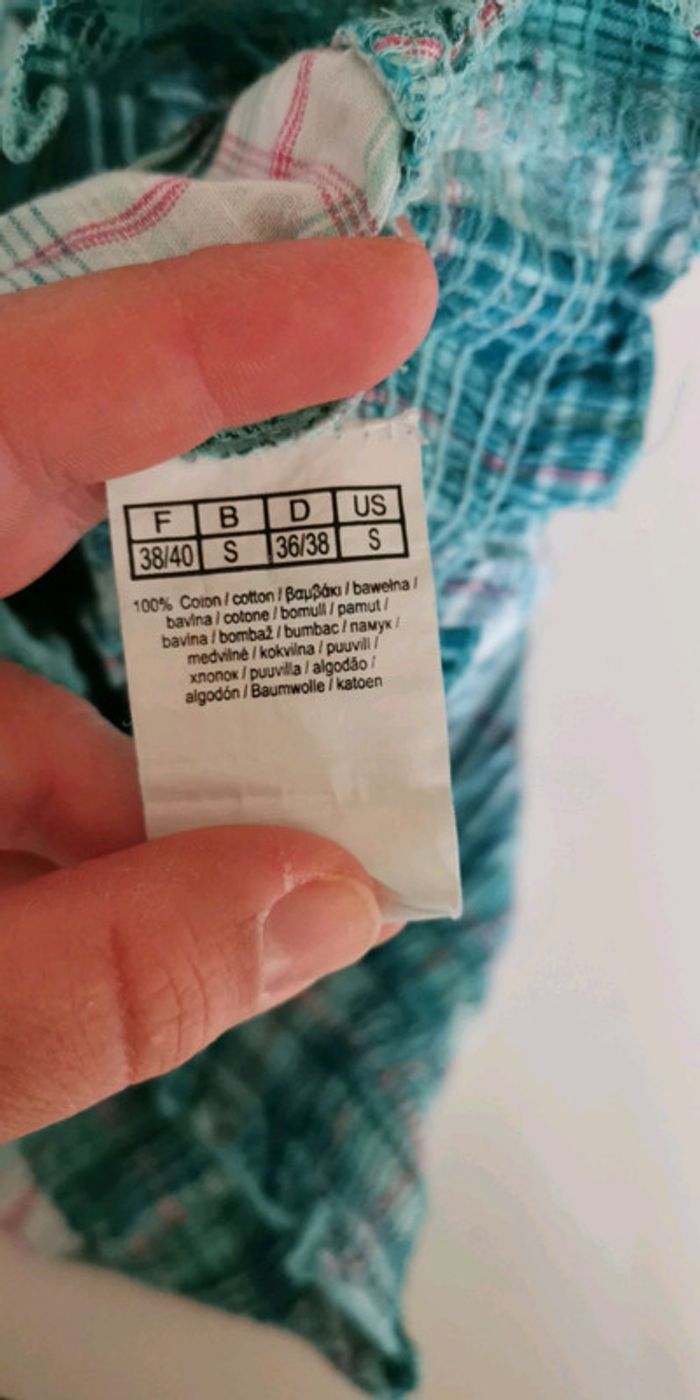 F B D US
38/40 S 36/38 S
100% Coton / cotton / βαμβάκι / bawełna /
bavlna / cotone / bomull / pamut /
bavlna / bombaž / bumbac / памук /
medvilnė / kokvilna / puuvill /
хлопок / puuvilla / algodão /
algodón / Baumwolle / katoen